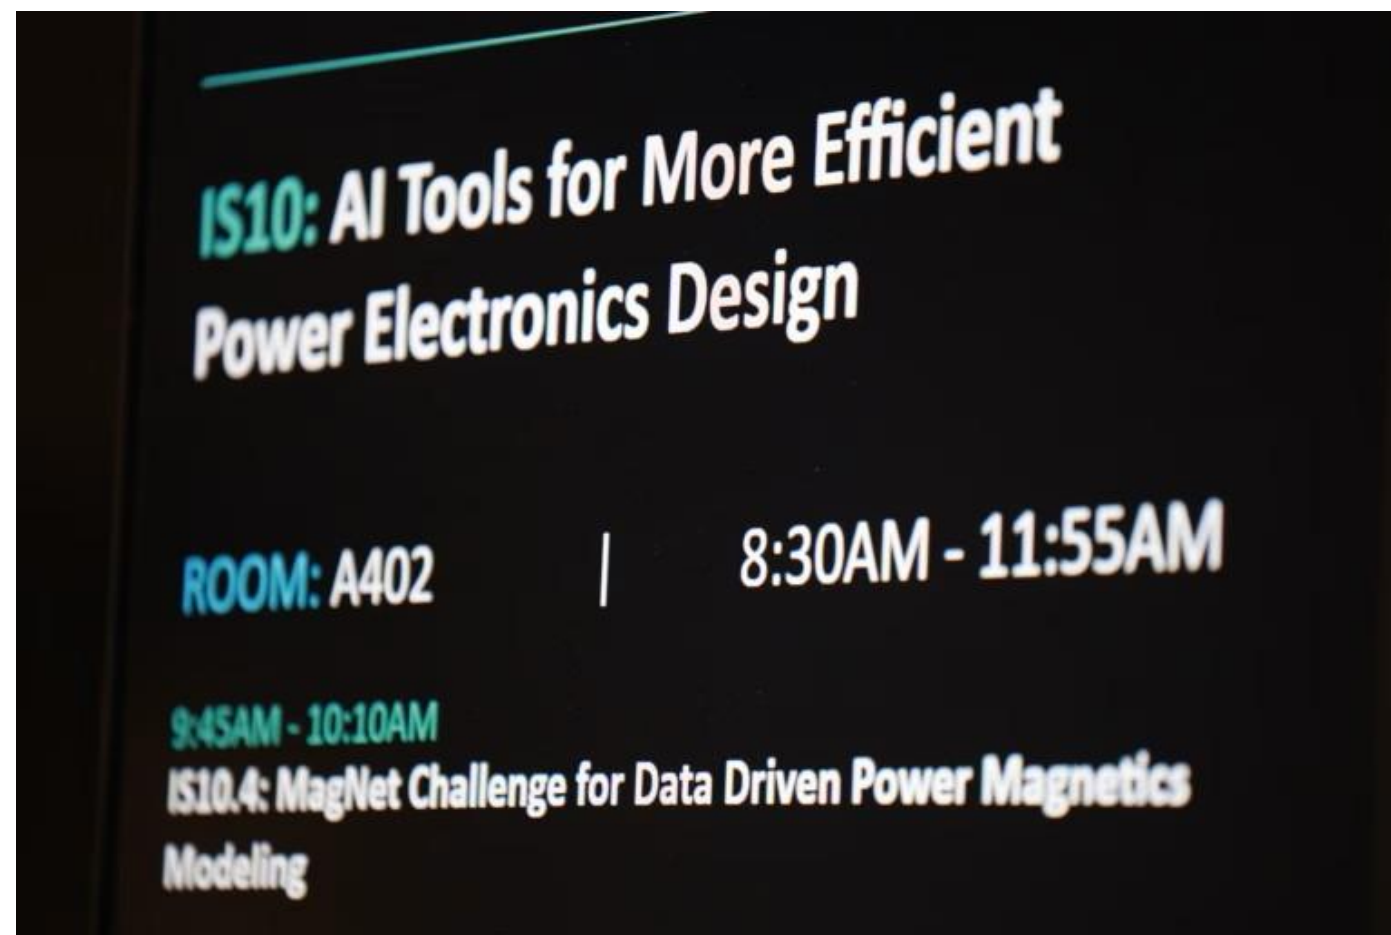 IS10: AI Tools for More Efficient
Power Electronics Design
ROOM: A402 | 8:30AM - 11:55AM
9:45AM - 10:10AM
IS10.4: MagNet Challenge for Data Driven Power Magnetics
Modeling